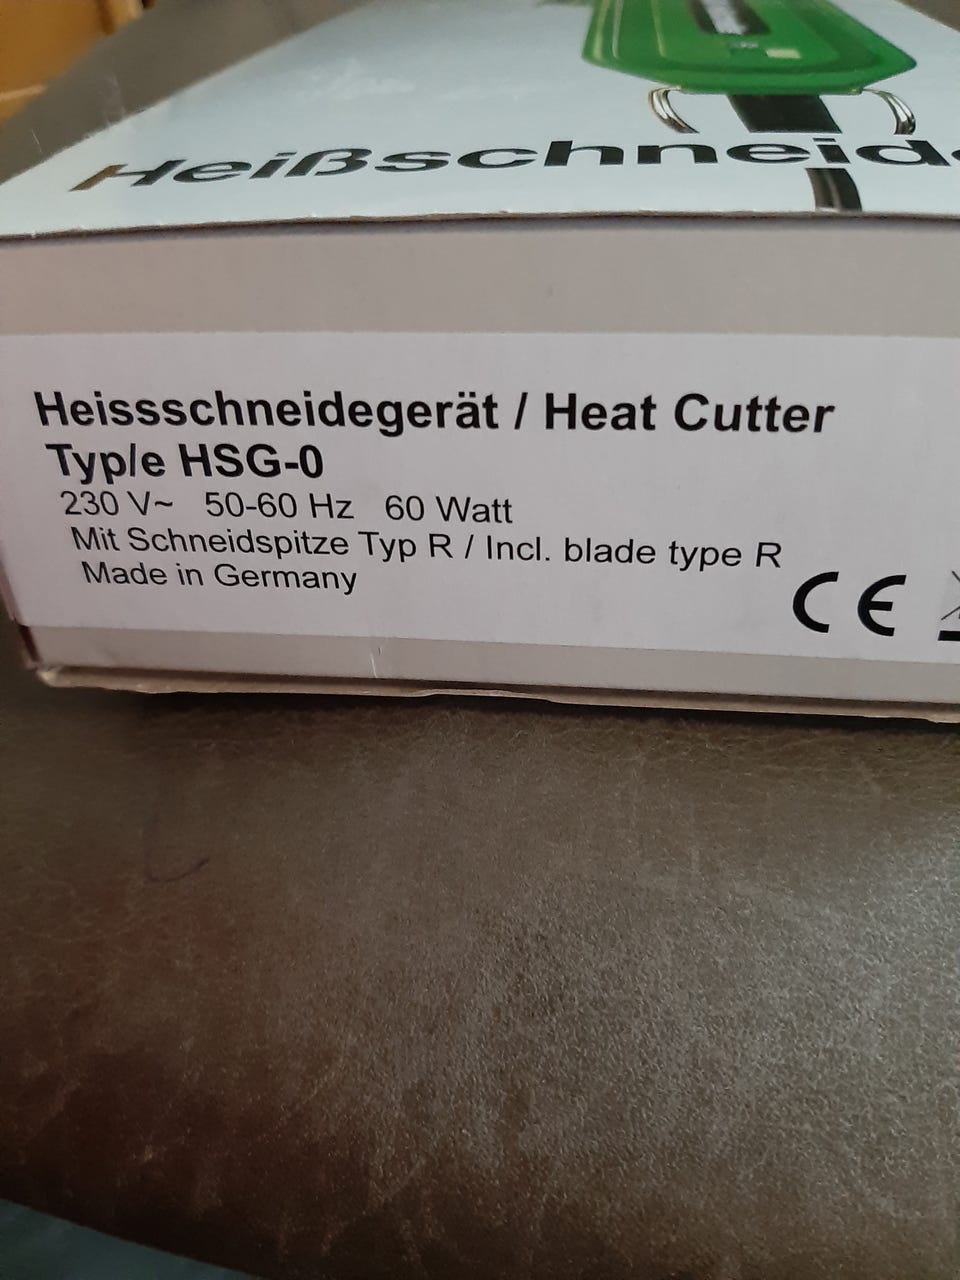 Heißschneid
Heissschneidegerät / Heat Cutter
Typ/e HSG-0
230 V~ 50-60 Hz 60 Watt
Mit Schneidspitze Typ R / Incl. blade type R
Made in Germany
CE